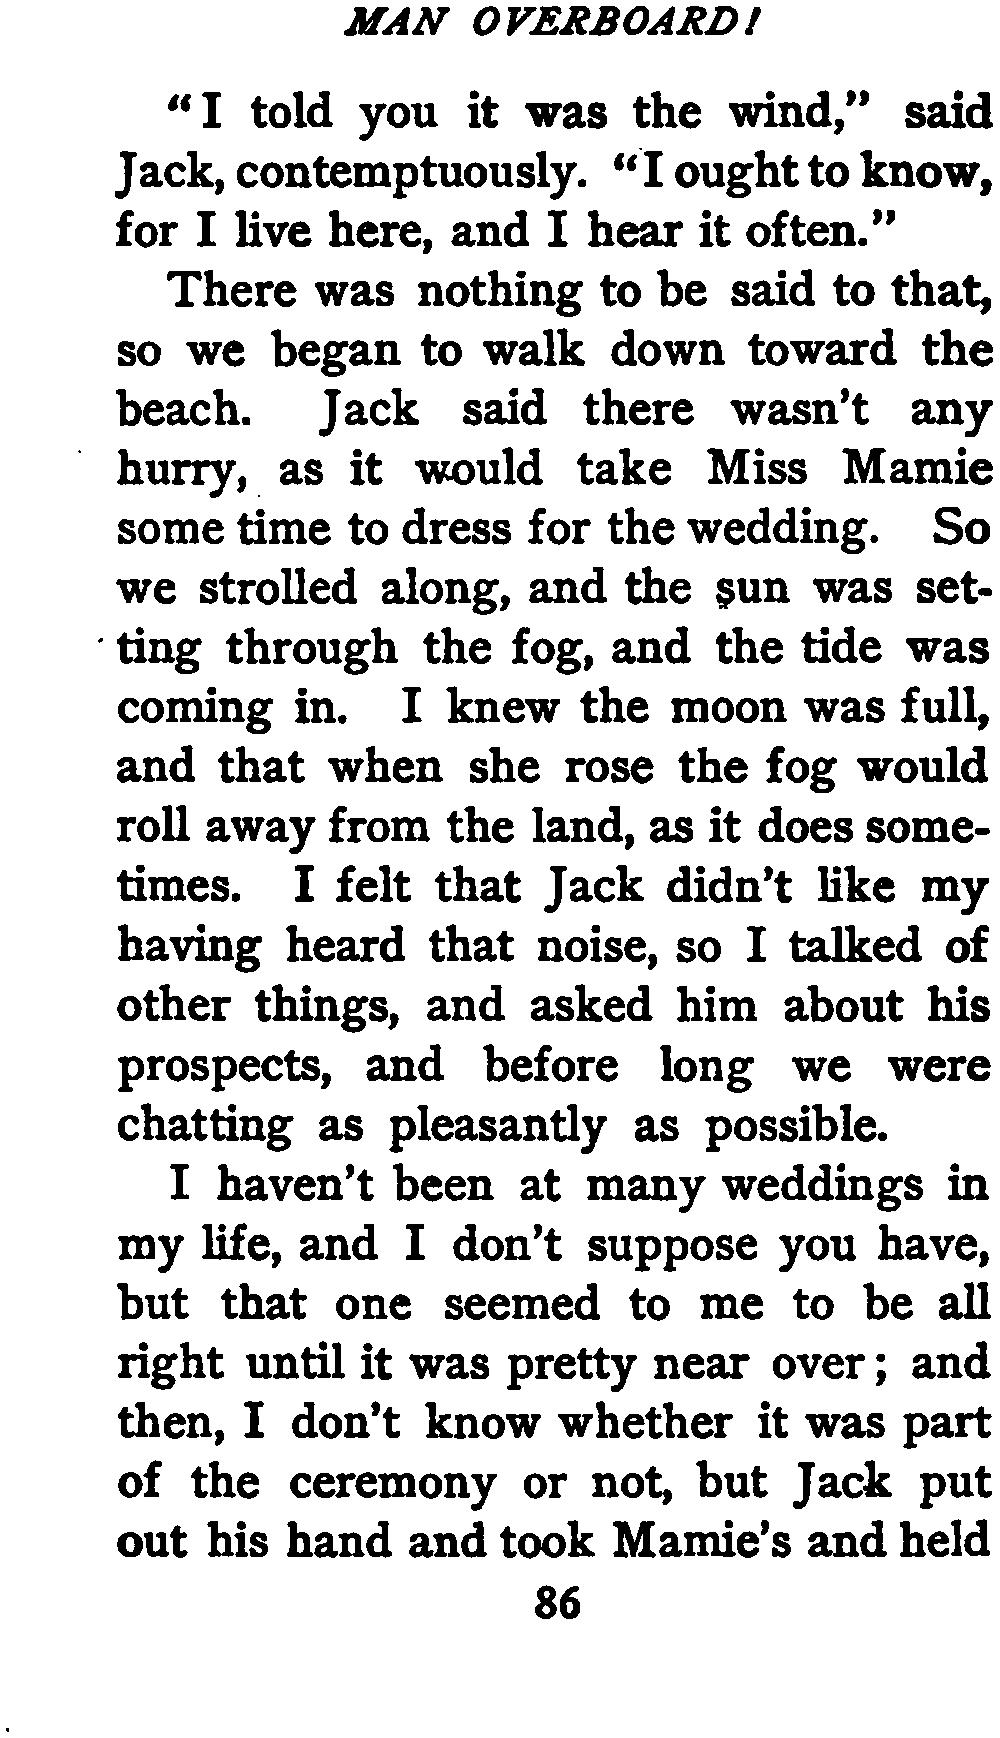 MAN OVERBOARD!
"I told you it was the wind," said
Jack, contemptuously. "I ought to know,
for I live here, and I hear it often."
There was nothing to be said to that,
so we began to walk down toward the
beach. Jack said there wasn't any
hurry, as it would take Miss Mamie
some time to dress for the wedding. So
we strolled along, and the sun was set-
ting through the fog, and the tide was
coming in. I knew the moon was full,
and that when she rose the fog would
roll away from the land, as it does some-
times. I felt that Jack didn't like my
having heard that noise, so I talked of
other things, and asked him about his
prospects, and before long we were
chatting as pleasantly as possible.
I haven't been at many weddings in
my life, and I don't suppose you have,
but that one seemed to me to be all
right until it was pretty near over; and
then, I don't know whether it was part
of the ceremony or not, but Jack put
out his hand and took Mamie's and held
86